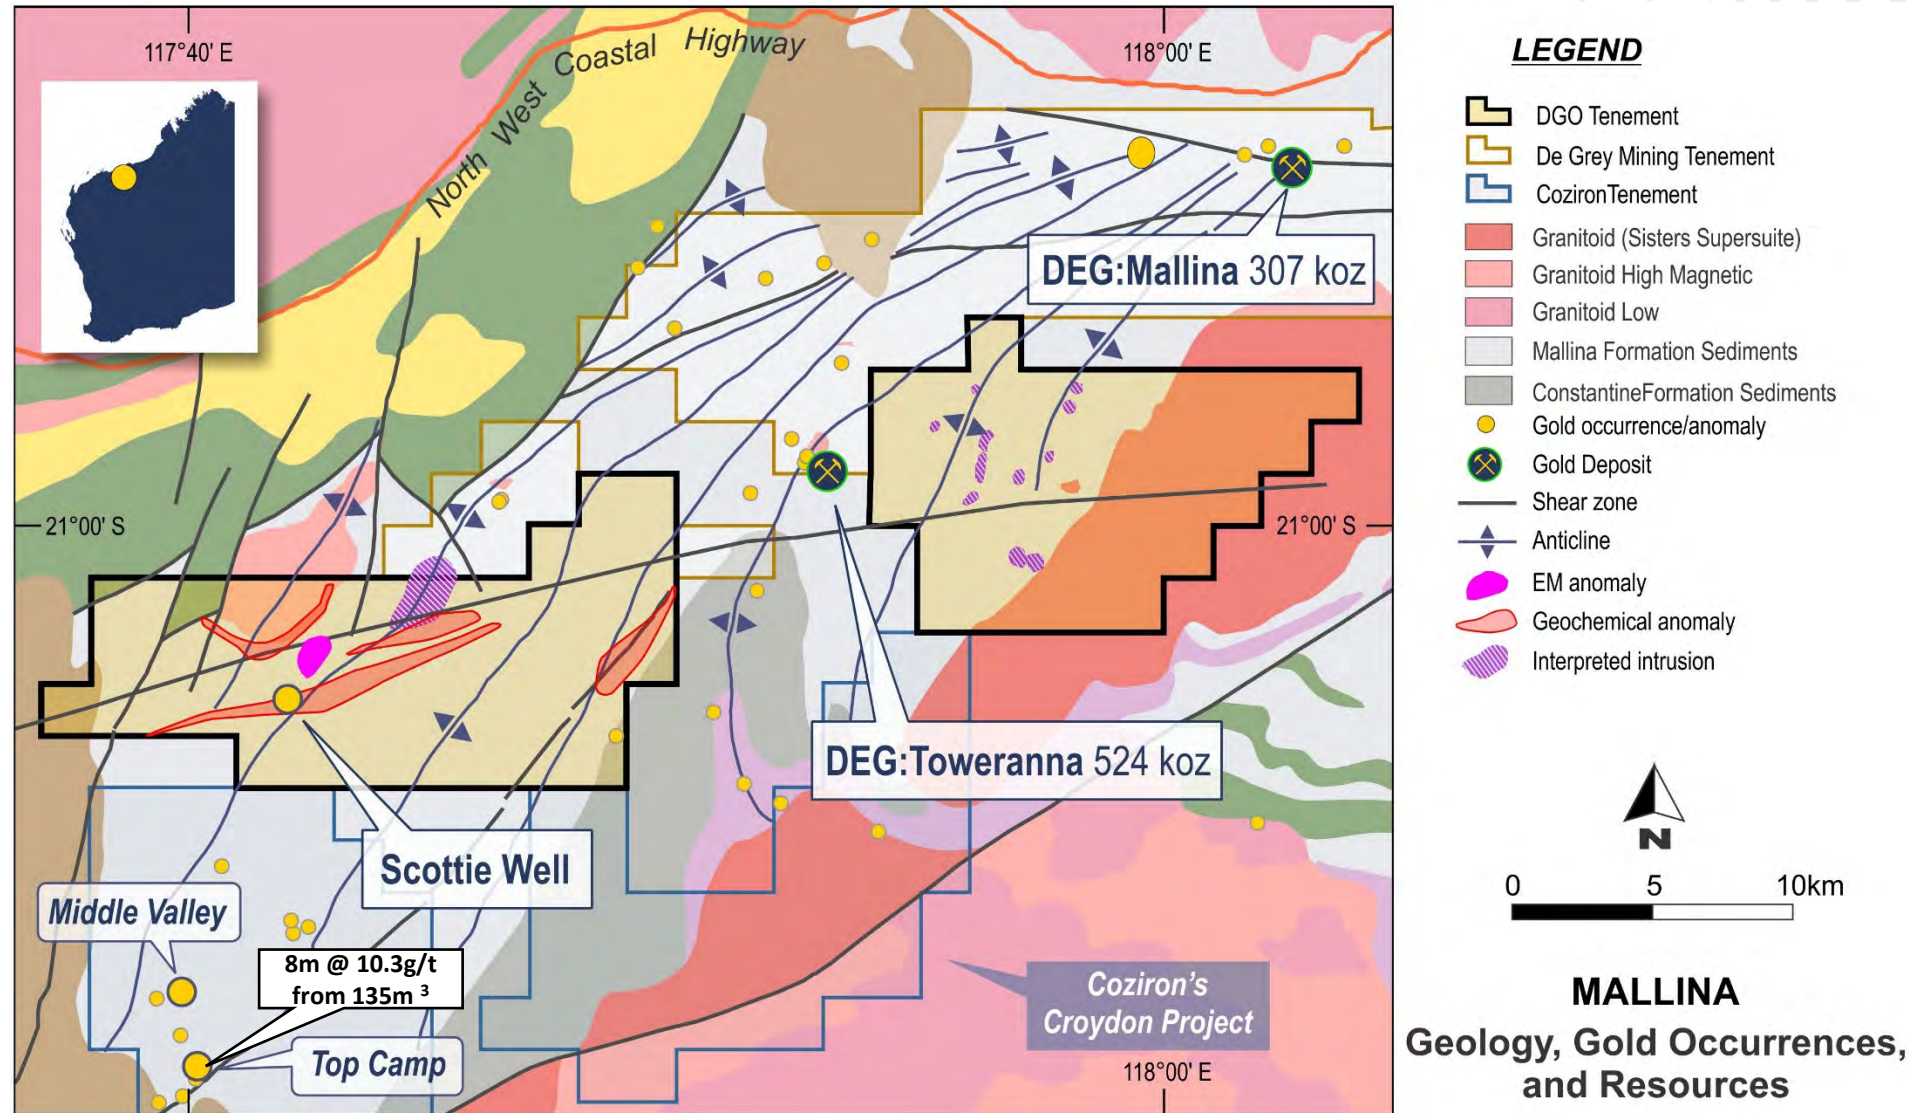 117°40' E
North West Coastal Highway
118°00' E
DEG:Mallina 307 koz
21°00' S
21°00' S
DEG:Toweranna 524 koz
Scottie Well
Middle Valley
8m @ 10.3g/t
from 135m ³
Top Camp
Coziron's
Croydon Project
118°00' E
LEGEND
DGO Tenement
De Grey Mining Tenement
CozironTenement
Granitoid (Sisters Supersuite)
Granitoid High Magnetic
Granitoid Low
Mallina Formation Sediments
ConstantineFormation Sediments
Gold occurrence/anomaly
Gold Deposit
Shear zone
Anticline
EM anomaly
Geochemical anomaly
Interpreted intrusion
N
0 5 10km
MALLINA
Geology, Gold Occurrences,
and Resources